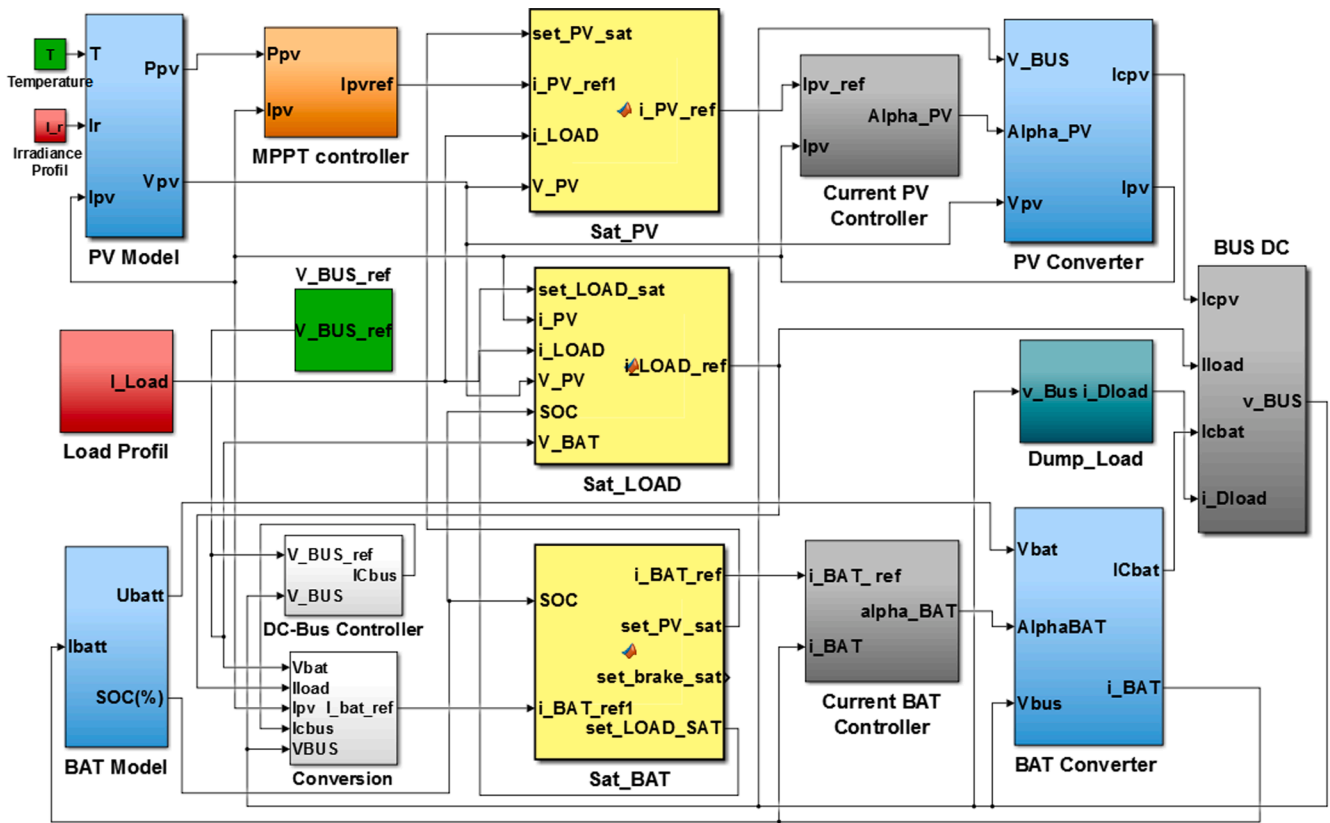 T
Temperature
I_r
Irradiance
Profil
T
Ir
Ipv
Ppv
Vpv
PV Model
Ppv
Ipv
Ipvref
MPPT controller
set_PV_sat
i_PV_ref1
i_LOAD
V_PV
i_PV_ref
Sat_PV
Ipv_ref
Ipv
Alpha_PV
Current PV
Controller
V_BUS
Alpha_PV
Vpv
Icpv
Ipv
PV Converter
V_BUS_ref
V_BUS_ref
I_Load
Load Profil
set_LOAD_sat
i_PV
i_LOAD
V_PV
SOC
V_BAT
i_LOAD_ref
Sat_LOAD
v_Bus i_Dload
Dump_Load
BUS DC
Icpv
Iload
v_BUS
Icbat
i_Dload
Ubatt
Ibatt
SOC(%)
BAT Model
V_BUS_ref
ICbus
V_BUS
DC-Bus Controller
Vbat
Iload
Ipv I_bat_ref
Icbus
VBUS
Conversion
SOC
i_BAT_ref1
i_BAT_ref
set_PV_sat
set_brake_sat
set_LOAD_SAT
Sat_BAT
i_BAT_ref
alpha_BAT
i_BAT
Current BAT
Controller
Vbat
ICbat
AlphaBAT
i_BAT
Vbus
BAT Converter